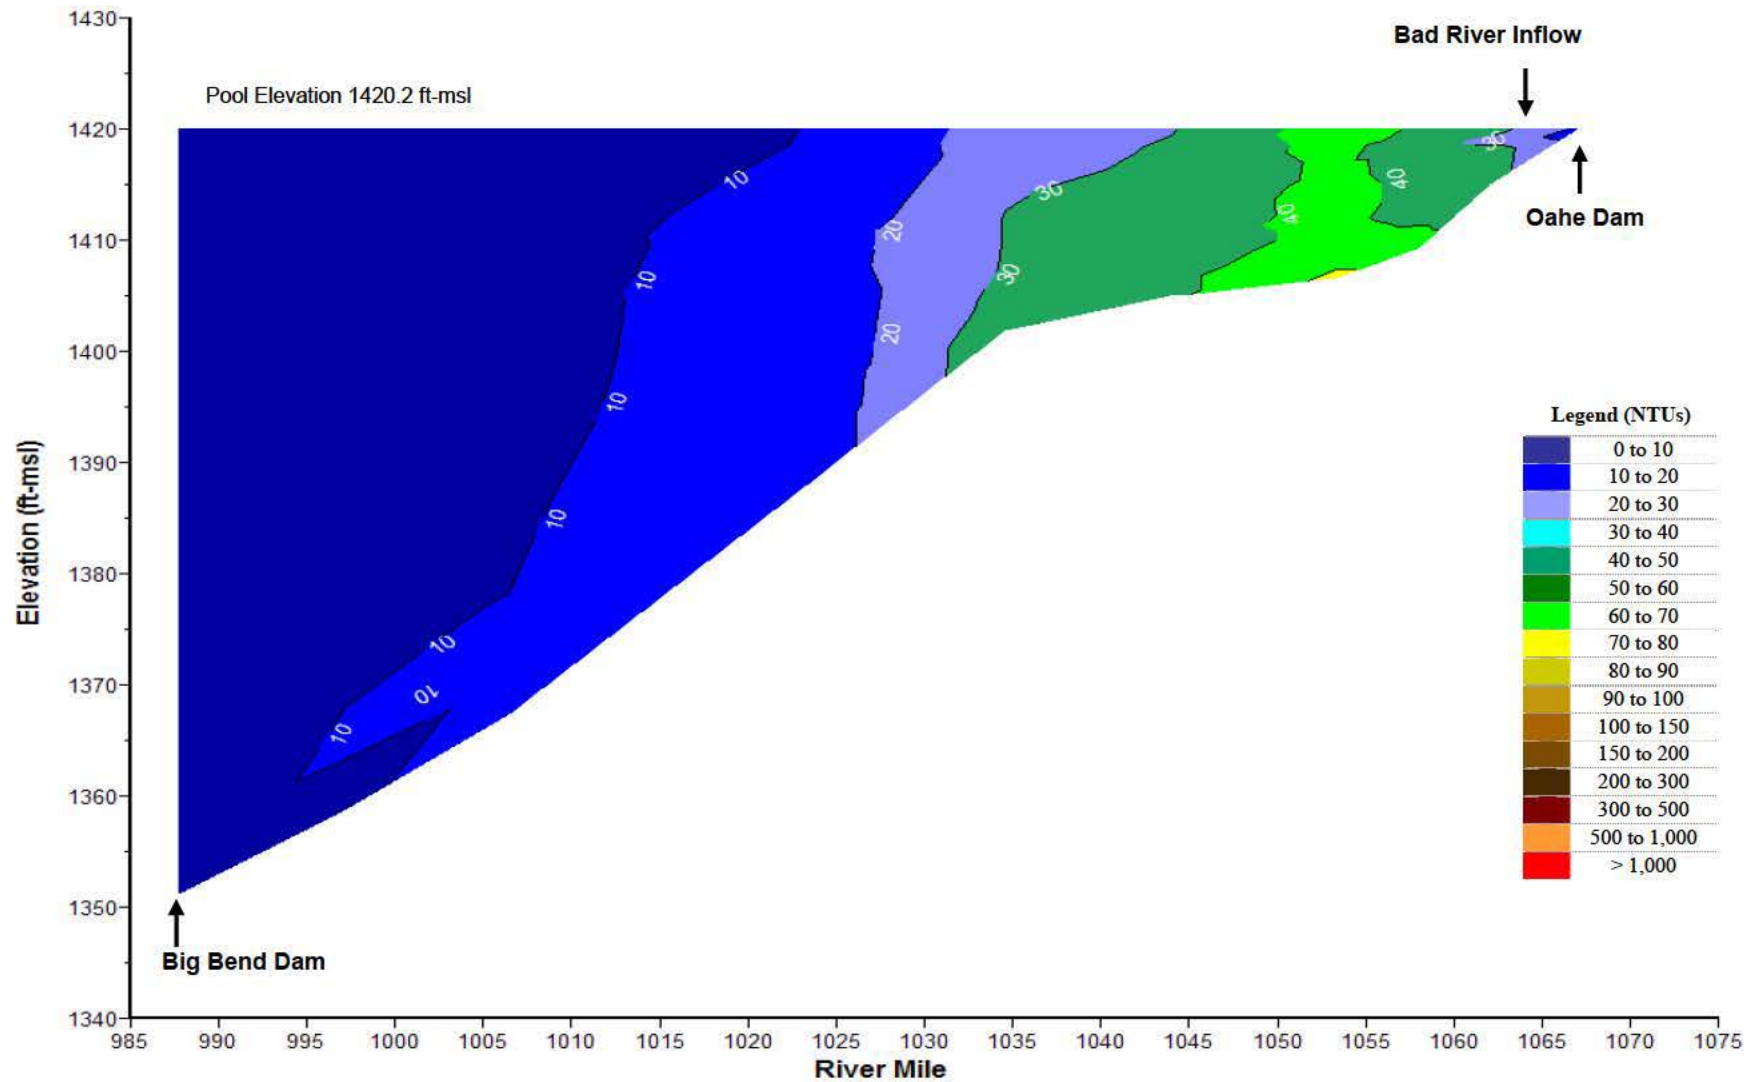 1430
Bad River Inflow
Pool Elevation 1420.2 ft-msl
1420
30
10
40
30
40
20
Oahe Dam
1410
10
30
20
1400
10
Legend (NTUs)
0 to 10
1390
10 to 20
20 to 30
10
30 to 40
Elevation (ft-msl)
40 to 50
1380
50 to 60
60 to 70
10
70 to 80
80 to 90
1370
10
90 to 100
10
100 to 150
150 to 200
200 to 300
1360
300 to 500
500 to 1,000
> 1,000
1350
Big Bend Dam
1340
985 990 995 1000 1005 1010 1015 1020 1025 1030 1035 1040 1045 1050 1055 1060 1065 1070 1075
River Mile